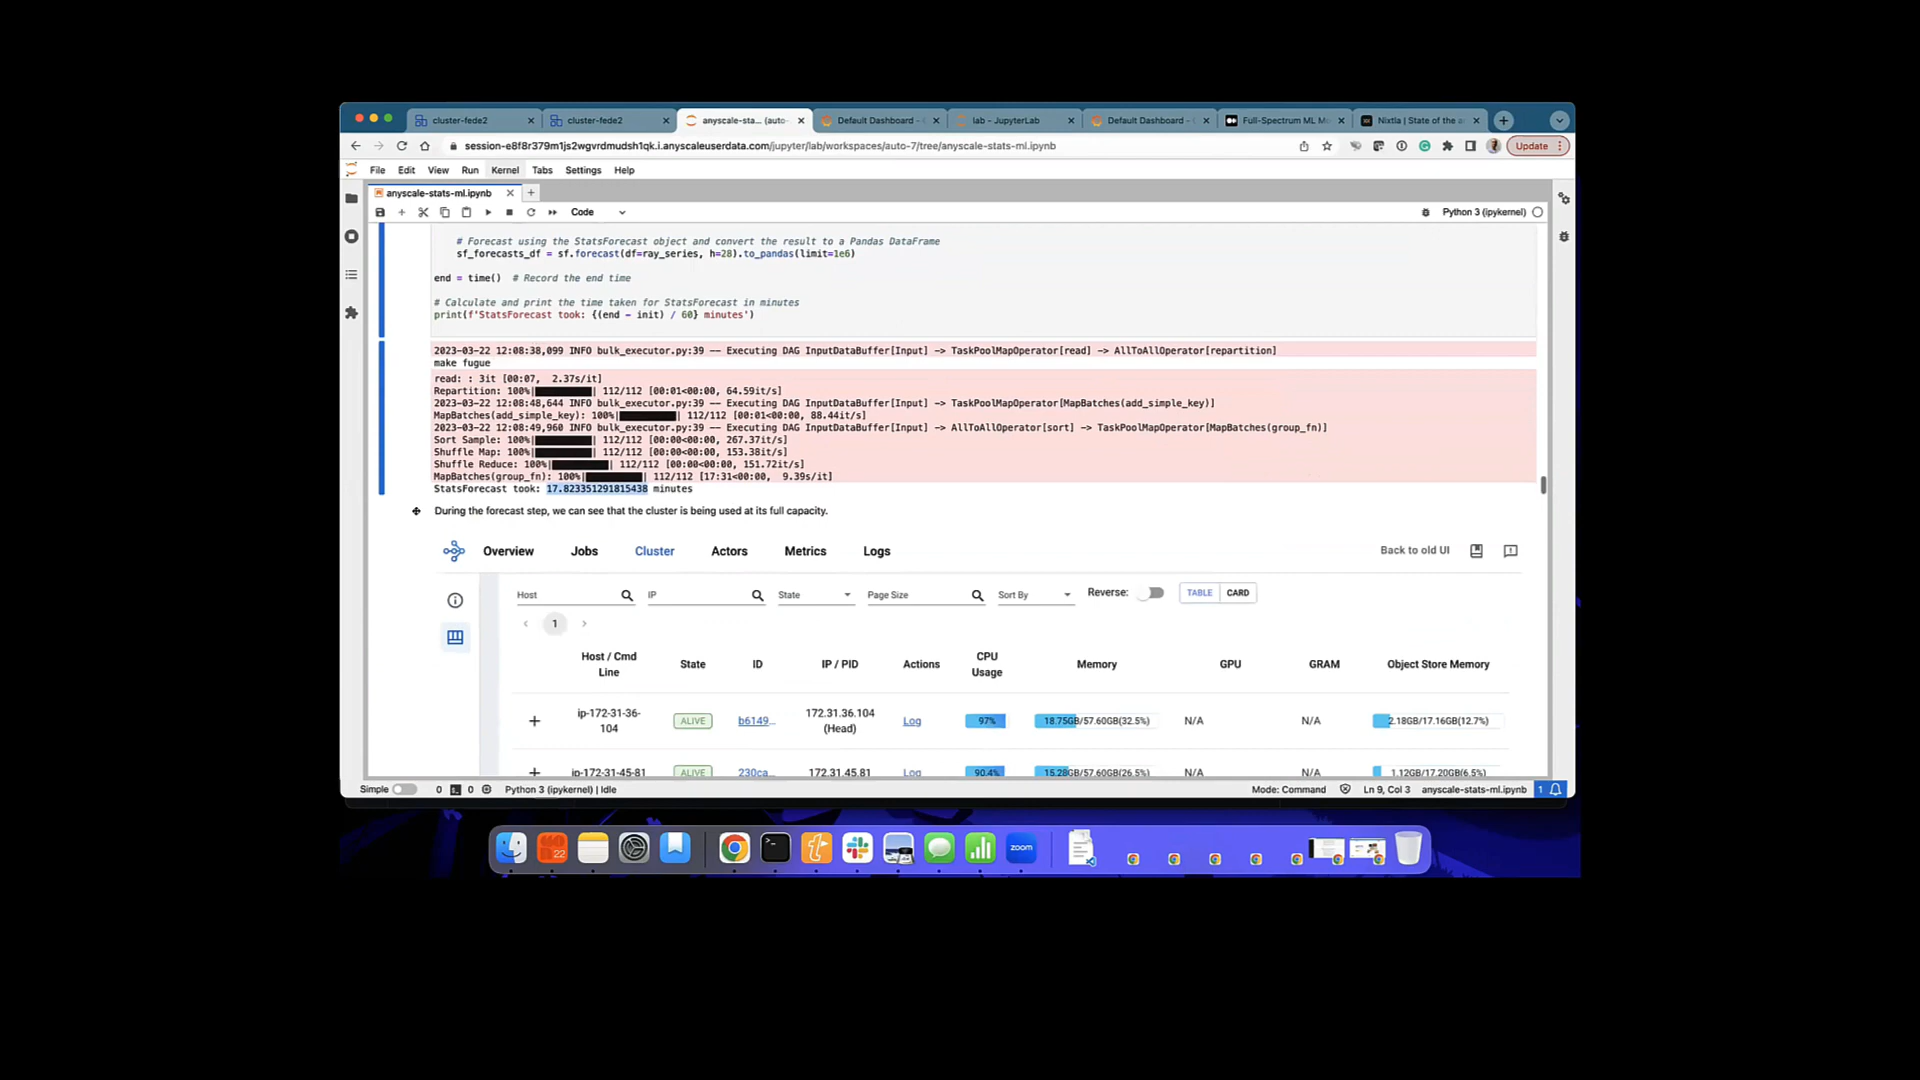 cluster-fede2
cluster-fede2
anyscale-sta... (auto-
Default Dashboard -
lab - JupyterLab
Default Dashboard -
Full-Spectrum ML M
Nixtla | State of the a
session-e8f8r379m1js2wgvrdmudsh1qk.i.anyscaleuserdata.com/jupyter/lab/workspaces/auto-7/tree/anyscale-stats-ml.ipynb
Update
File Edit View Run Kernel Tabs Settings Help
anyscale-stats-ml.ipynb
Code
Python 3 (ipykernel)
# Forecast using the StatsForecast object and convert the result to a Pandas DataFrame
sf_forecasts_df = sf.forecast(df=ray_series, h=28).to_pandas(limit=1e6)
end = time() # Record the end time
# Calculate and print the time taken for StatsForecast in minutes
print(f'StatsForecast took: {(end - init) / 60} minutes')
2023-03-22 12:08:38,099 INFO bulk_executor.py:39 -- Executing DAG InputDataBuffer[Input] -> TaskPoolMapOperator[read] -> AllToAllOperator[repartition]
make fugue
read: : 3it [00:07, 2.37s/it]
Repartition: 100%| | 112/112 [00:01<00:00, 64.59it/s]
2023-03-22 12:08:48,644 INFO bulk_executor.py:39 -- Executing DAG InputDataBuffer[Input] -> TaskPoolMapOperator[MapBatches(add_simple_key)]
MapBatches(add_simple_key): 100%| | 112/112 [00:01<00:00, 88.44it/s]
2023-03-22 12:08:49,960 INFO bulk_executor.py:39 -- Executing DAG InputDataBuffer[Input] -> AllToAllOperator[sort] -> TaskPoolMapOperator[MapBatches(group_fn)]
Sort Sample: 100%| | 112/112 [00:00<00:00, 267.37it/s]
Shuffle Map: 100%| | 112/112 [00:00<00:00, 153.38it/s]
Shuffle Reduce: 100%| | 112/112 [00:00<00:00, 151.72it/s]
MapBatches(group_fn): 100%| | 112/112 [17:31<00:00, 9.39s/it]
StatsForecast took: 17.823351291815438 minutes
During the forecast step, we can see that the cluster is being used at its full capacity.
Overview Jobs Cluster Actors Metrics Logs
Back to old UI
Host IP State Page Size Sort By Reverse: TABLE CARD
1
Host / Cmd Line State ID IP / PID Actions CPU Usage Memory GPU GRAM Object Store Memory
+ ip-172-31-36-104 ALIVE b6149... 172.31.36.104 (Head) Log 97% 18.75GB/57.60GB(32.5%) N/A N/A 2.18GB/17.16GB(12.7%)
+ ip-172-31-45-81 ALIVE 230ca... 172.31.45.81 Log 90.4% 15.28GB/57.60GB(26.5%) N/A N/A 1.12GB/17.20GB(6.5%)
Simple 0 0 Python 3 (ipykernel) | Idle
Mode: Command Ln 9, Col 3 anyscale-stats-ml.ipynb 1
22
zoom